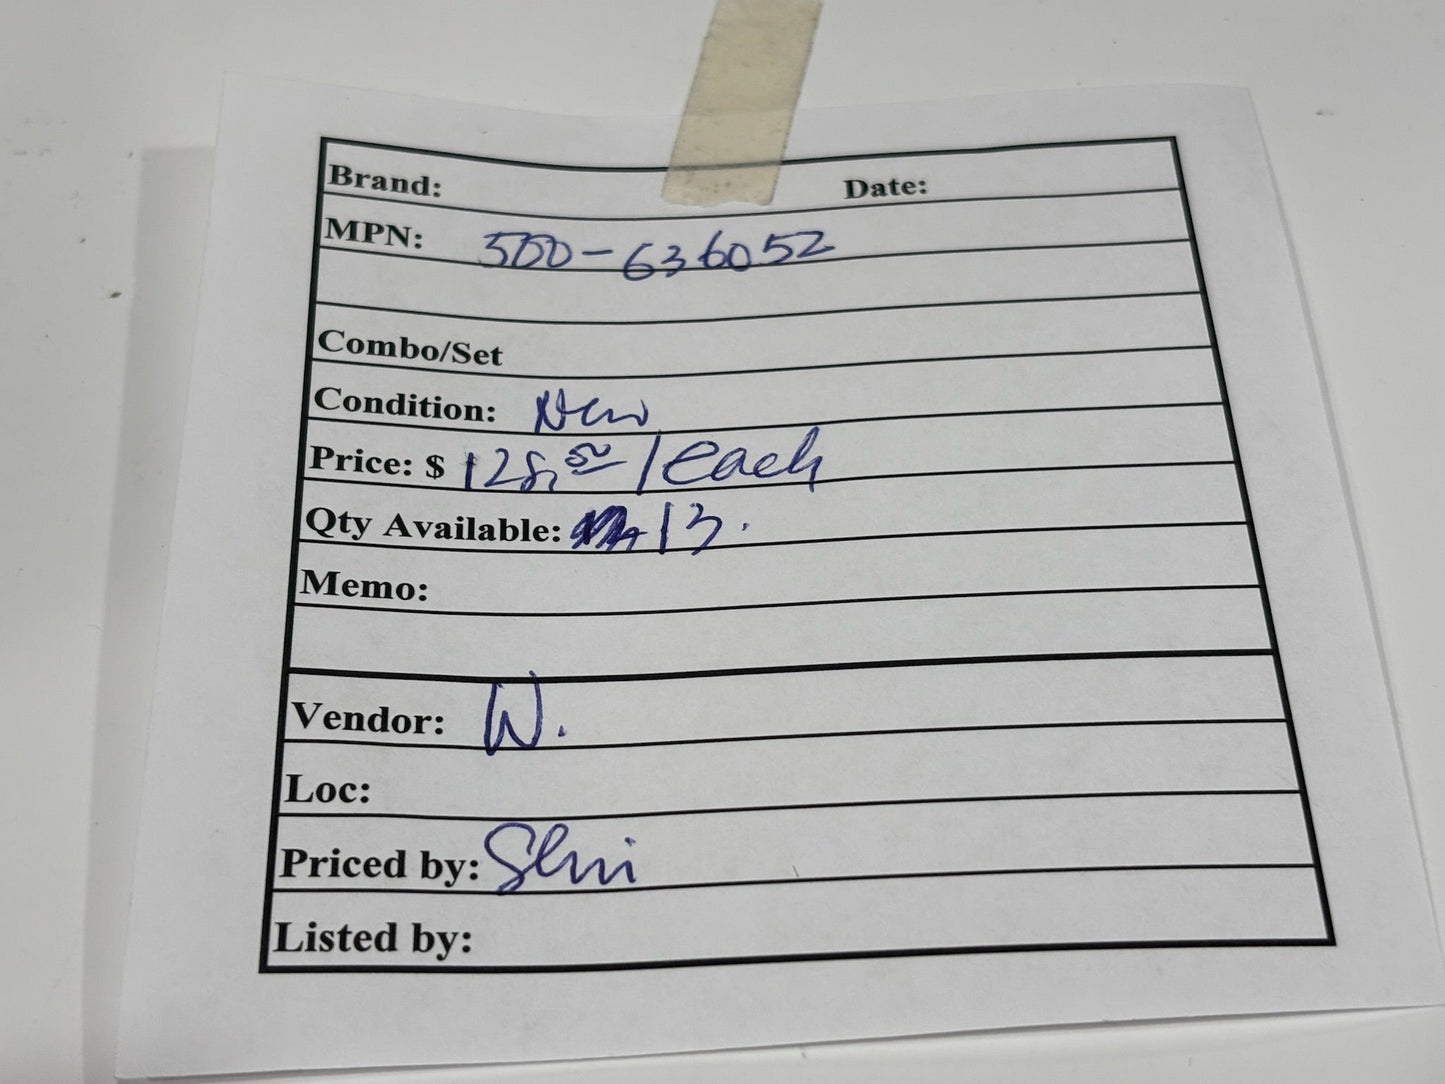 Brand: Date:
MPN: 500-636052
Combo/Set
Condition: New
Price: $ 128.50/each
Qty Available: 13.
Memo:
Vendor: W.
Loc:
Priced by:
Listed by: